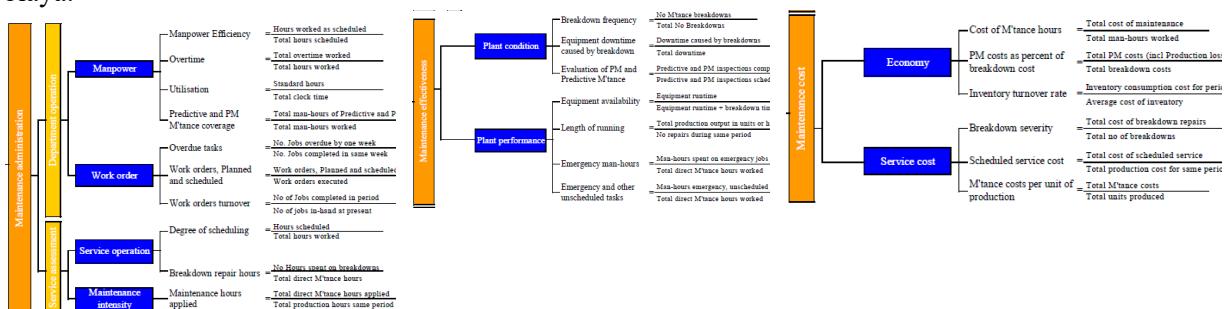 Maintenance administration
Department operation
Manpower
Manpower Efficiency
= Hours worked as scheduled
Total hours scheduled
Overtime
= Total overtime worked
Total hours worked
Utilisation
= Standard hours
Total clock time
Predictive and PM
M'tance coverage
= Total man-hours of Predictive and P
Total man-hours worked
Work order
Overdue tasks
= No. Jobs overdue by one week
No. Jobs completed in same week
Work orders, Planned
and scheduled
= Work orders, Planned and scheduled
Work orders executed
Work orders turnover
= No of Jobs completed in period
No of jobs in-hand at present
Service assessment
Service operation
Degree of scheduling
= Hours scheduled
Total hours worked
Breakdown repair hours
= No Hours spent on breakdowns
Total direct M'tance hours
Maintenance
intensity
Maintenance hours
applied
= Total direct M'tance hours applied
Total production hours same period
Maintenance effectiveness
Plant condition
Breakdown frequency
= No M'tance breakdowns
Total No Breakdowns
Equipment downtime
caused by breakdown
= Downtime caused by breakdowns
Total downtime
Evaluation of PM and
Predictive M'tance
= Predictive and PM inspections comp
Predictive and PM inspections sched
Plant performance
Equipment availability
= Equipment runtime
Equipment runtime + breakdown tim
Length of running
= Total production output in units or h
No repairs during same period
Emergency man-hours
= Man-hours spent on emergency jobs
Total direct M'tance hours worked
Emergency and other
unscheduled tasks
= Man-hours emergency, unscheduled
Total direct M'tance hours worked
Maintenance cost
Economy
Cost of M'tance hours
= Total cost of maintenance
Total man-hours worked
PM costs as percent of
breakdown cost
= Total PM costs (incl Production loss
Total breakdown costs
Inventory turnover rate
= Inventory consumption cost for perio
Average cost of inventory
Service cost
Breakdown severity
= Total cost of breakdown repairs
Total no of breakdowns
Scheduled service cost
= Total cost of scheduled service
Total production cost for same perio
M'tance costs per unit of
production
= Total M'tance costs
Total units produced